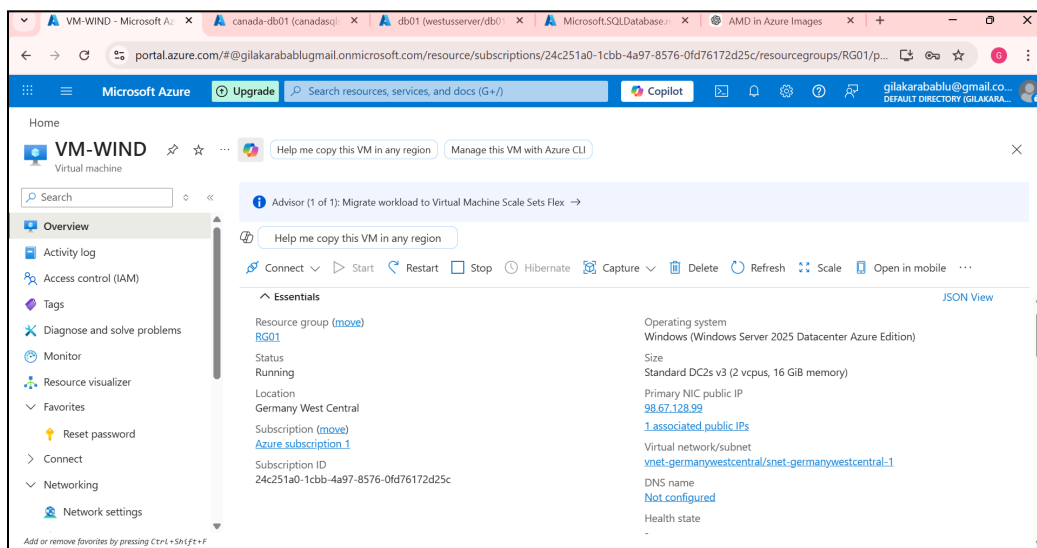 VM-WIND - Microsoft Az
canada-db01 (canadasql
db01 (westusserver/db01
Microsoft.SQLDatabase.n
AMD in Azure Images
portal.azure.com/#@gilakarabablugmail.onmicrosoft.com/resource/subscriptions/24c251a0-1cbb-4a97-8576-0fd76172d25c/resourcegroups/RG01/p...
G
Microsoft Azure
Upgrade
Search resources, services, and docs (G+/)
Copilot
gilakarabablu@gmail.co...
DEFAULT DIRECTORY (GILAKARA...
Home
VM-WIND
Virtual machine
Help me copy this VM in any region
Manage this VM with Azure CLI
Search
Overview
Activity log
Access control (IAM)
Tags
Diagnose and solve problems
Monitor
Resource visualizer
Favorites
Reset password
Connect
Networking
Network settings
Add or remove favorites by pressing Ctrl+Shift+F
Advisor (1 of 1): Migrate workload to Virtual Machine Scale Sets Flex →
Help me copy this VM in any region
Connect Start Restart Stop Hibernate Capture Delete Refresh Scale Open in mobile ...
Essentials
JSON View
Resource group (move)
RG01
Status
Running
Location
Germany West Central
Subscription (move)
Azure subscription 1
Subscription ID
24c251a0-1cbb-4a97-8576-0fd76172d25c
Operating system
Windows (Windows Server 2025 Datacenter Azure Edition)
Size
Standard DC2s v3 (2 vcpus, 16 GiB memory)
Primary NIC public IP
98.67.128.99
1 associated public IPs
Virtual network/subnet
vnet-germanywestcentral/snet-germanywestcentral-1
DNS name
Not configured
Health state
-